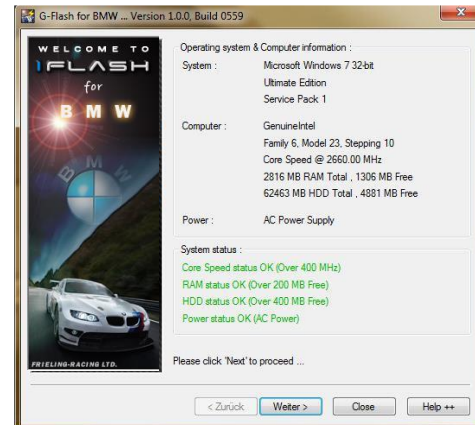 G-Flash for BMW ... Version 1.0.0, Build 0559
WELCOME TO
IFLASH
for
BMW
BMW
FRIELING-RACING LTD.
Operating system & Computer information :
System : Microsoft Windows 7 32-bit
Ultimate Edition
Service Pack 1
Computer : GenuineIntel
Family 6, Model 23, Stepping 10
Core Speed @ 2660.00 MHz
2816 MB RAM Total , 1306 MB Free
62463 MB HDD Total , 4881 MB Free
Power : AC Power Supply
System status :
Core Speed status OK (Over 400 MHz)
RAM status OK (Over 200 MB Free)
HDD status OK (Over 400 MB Free)
Power status OK (AC Power)
Please click 'Next' to proceed ...
< Zurück Weiter > Close Help ++